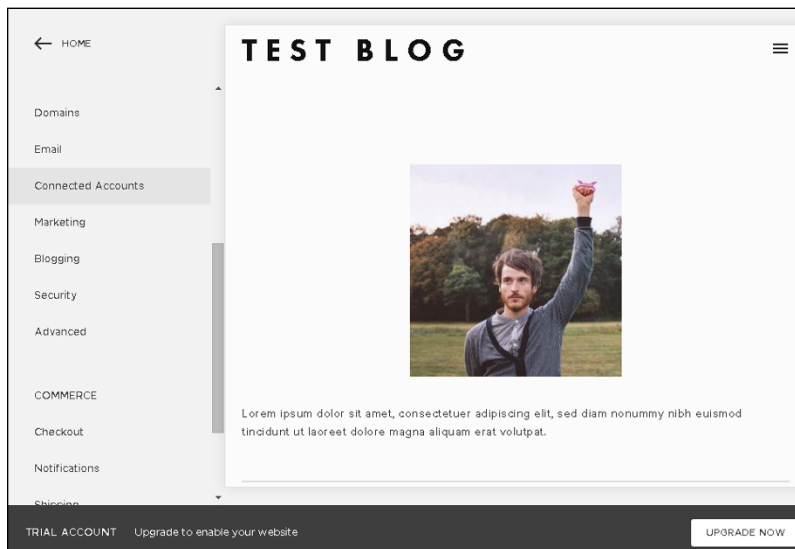 HOME
Domains
Email
Connected Accounts
Marketing
Blogging
Security
Advanced
COMMERCE
Checkout
Notifications
Shipping
TEST BLOG
Lorem ipsum dolor sit amet, consectetuer adipiscing elit, sed diam nonummy nibh euismod
tincidunt ut laoreet dolore magna aliquam erat volutpat.
TRIAL ACCOUNT Upgrade to enable your website
UPGRADE NOW